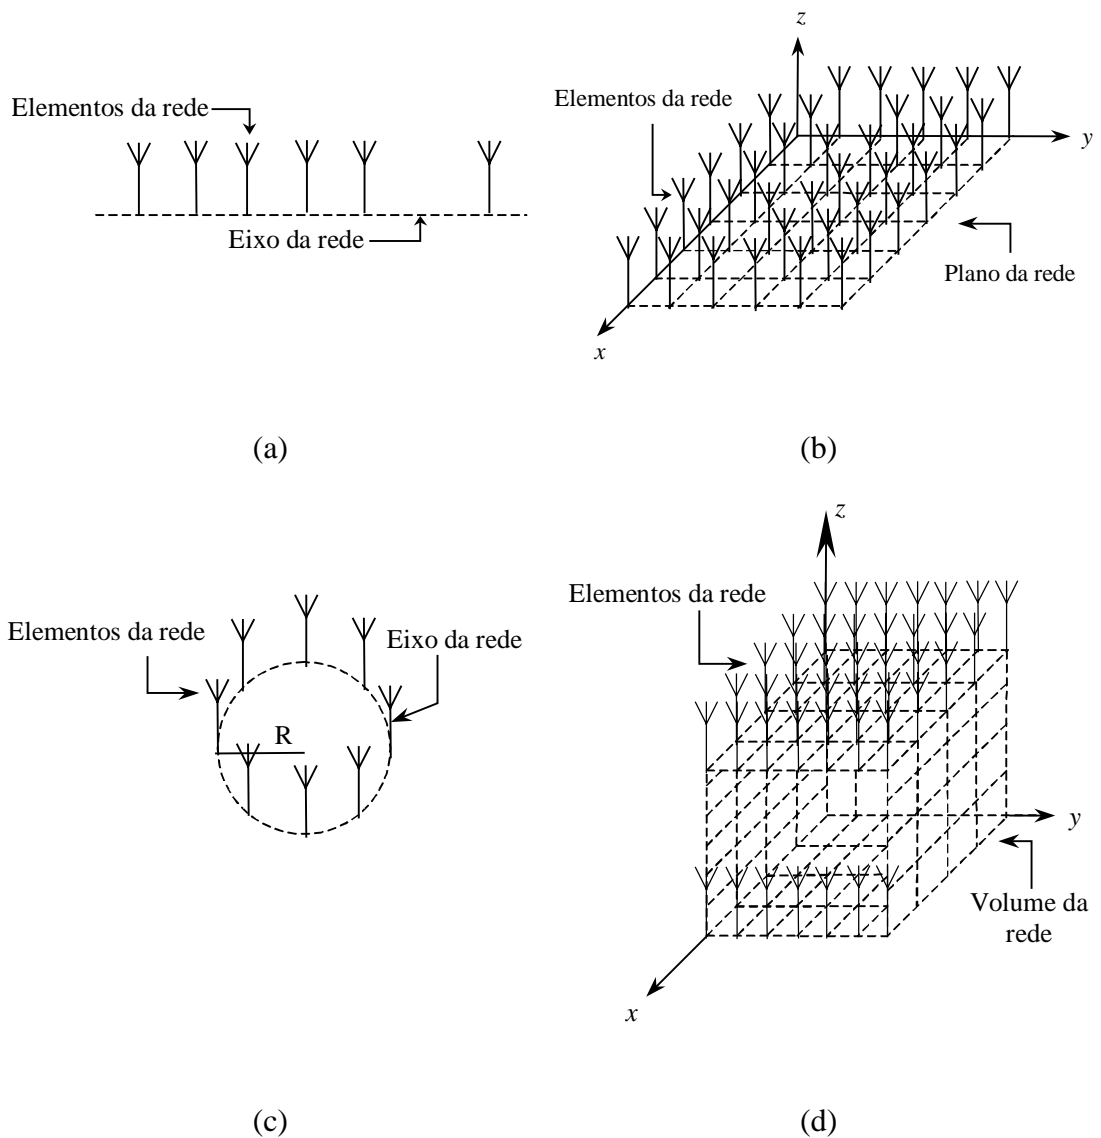 Elementos da rede
Eixo da rede
(a)
z
Elementos da rede
y
Plano da rede
x
(b)
Elementos da rede
Eixo da rede
R
(c)
z
Elementos da rede
y
Volume da
rede
x
(d)